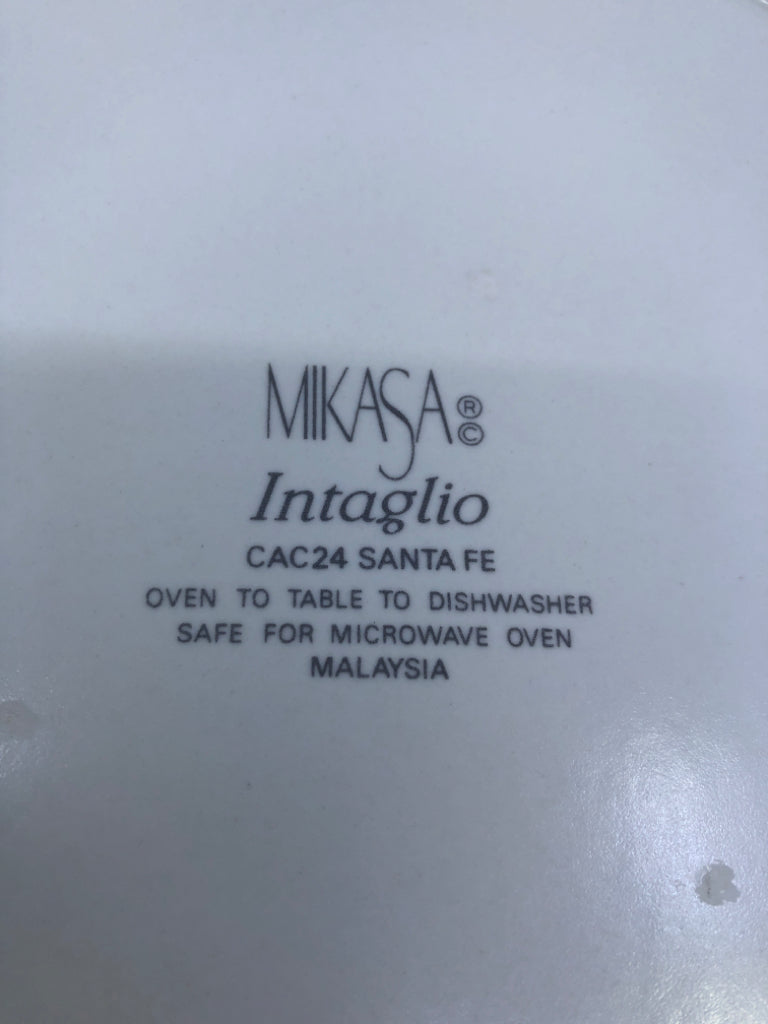 MIKASA ® ©
Intaglio
CAC24 SANTA FE
OVEN TO TABLE TO DISHWASHER
SAFE FOR MICROWAVE OVEN
MALAYSIA